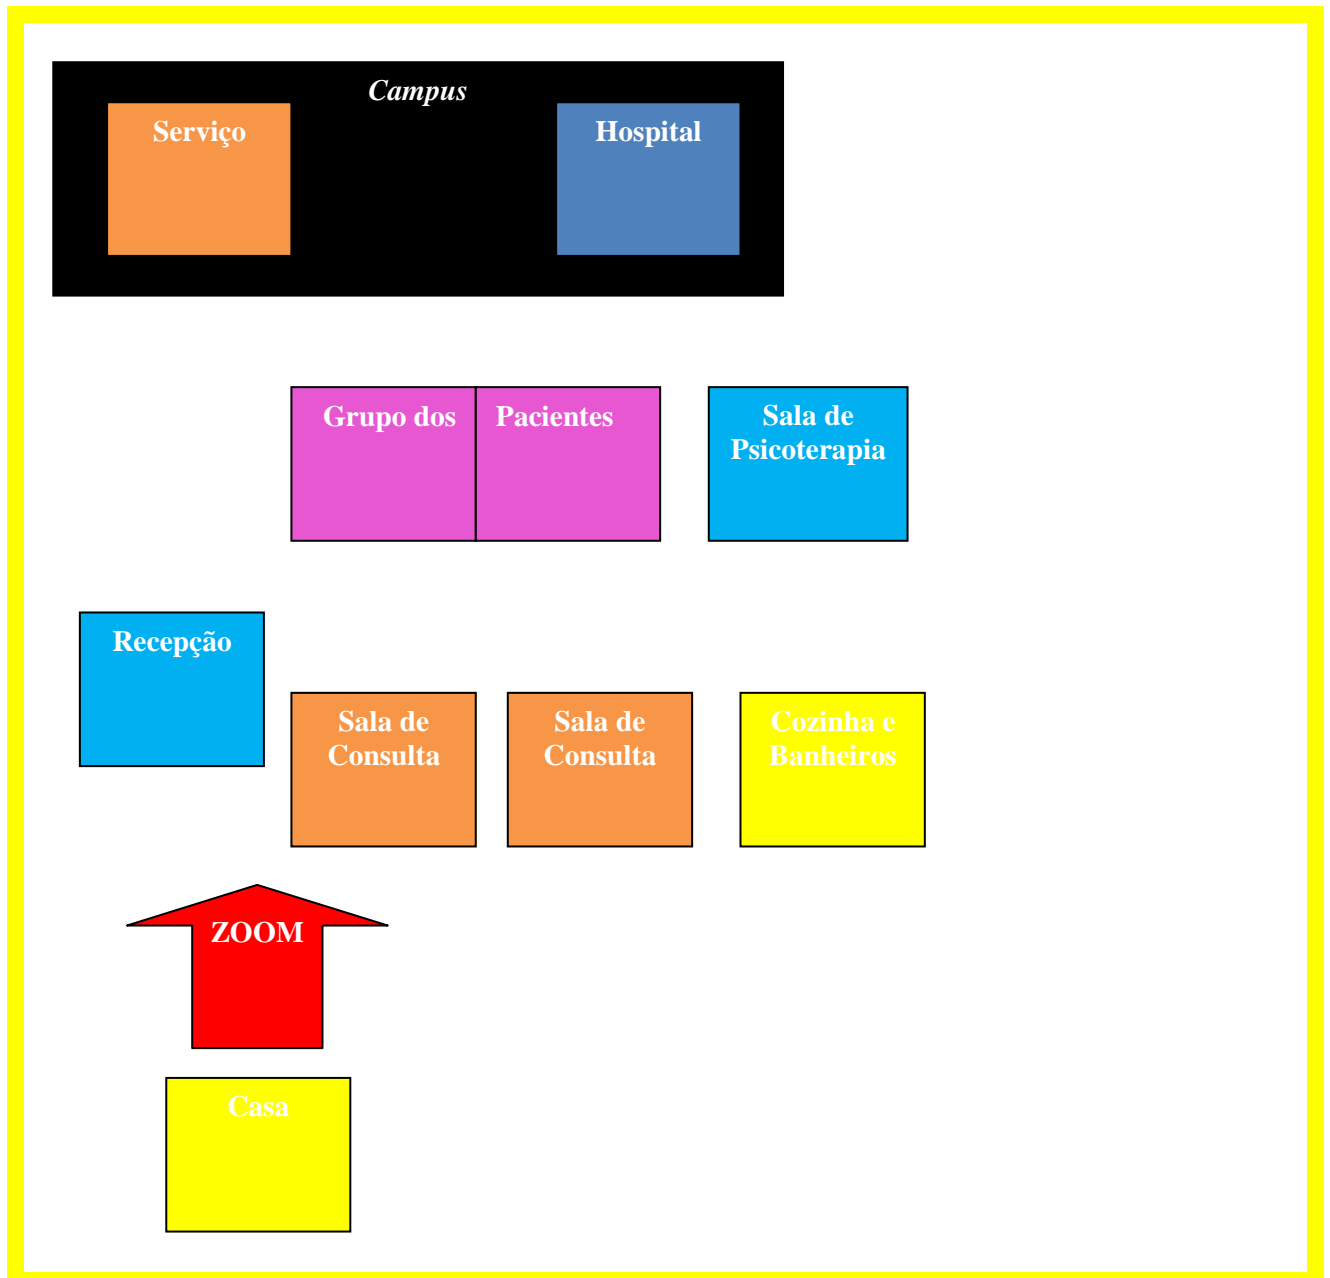 Campus
Serviço
Hospital
Grupo dos
Pacientes
Sala de
Psicoterapia
Recepção
Sala de
Consulta
Sala de
Consulta
Cozinha e
Banheiros
ZOOM
Casa